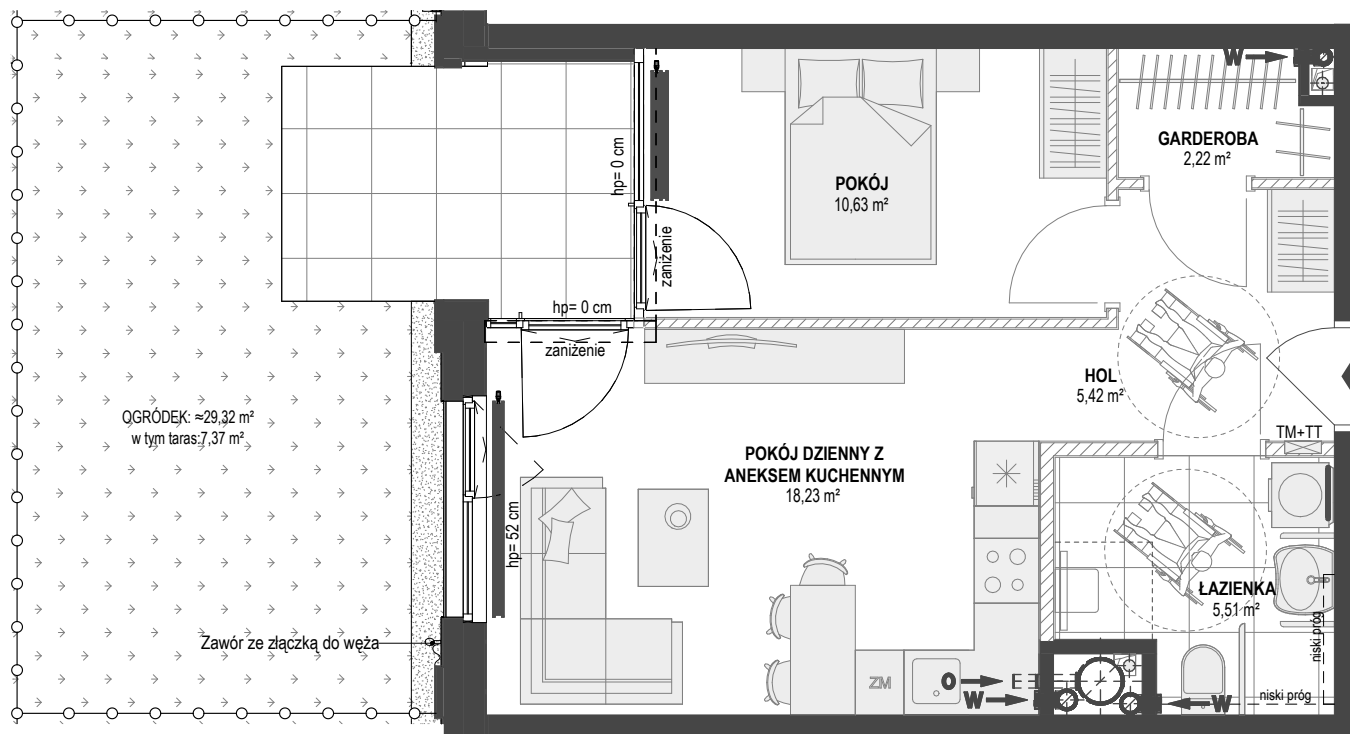 W
GARDEROBA
2,22 m²
POKÓJ
10,63 m²
hp= 0 cm
zaniżenie
hp= 0 cm
zaniżenie
HOL
5,42 m²
OGRÓDEK: ≈29,32 m²
w tym taras:7,37 m²
TM+TT
POKÓJ DZIENNY Z
ANEKSEM KUCHENNYM
18,23 m²
hp= 52 cm
ŁAZIENKA
5,51 m²
niski próg
Zawór ze złączką do węża
ZM
O
W
W
niski próg